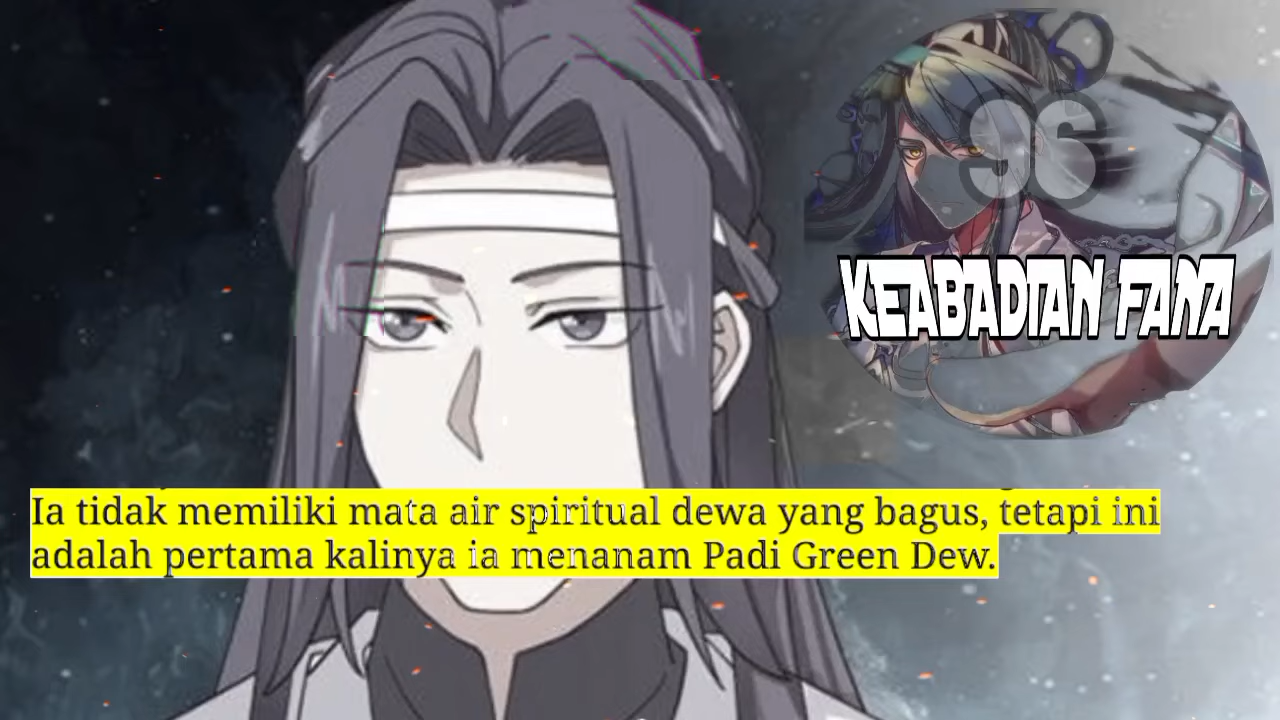 96
KEABADIAN FANA
Ia tidak memiliki mata air spiritual dewa yang bagus, tetapi ini
adalah pertama kalinya ia menanam Padi Green Dew.